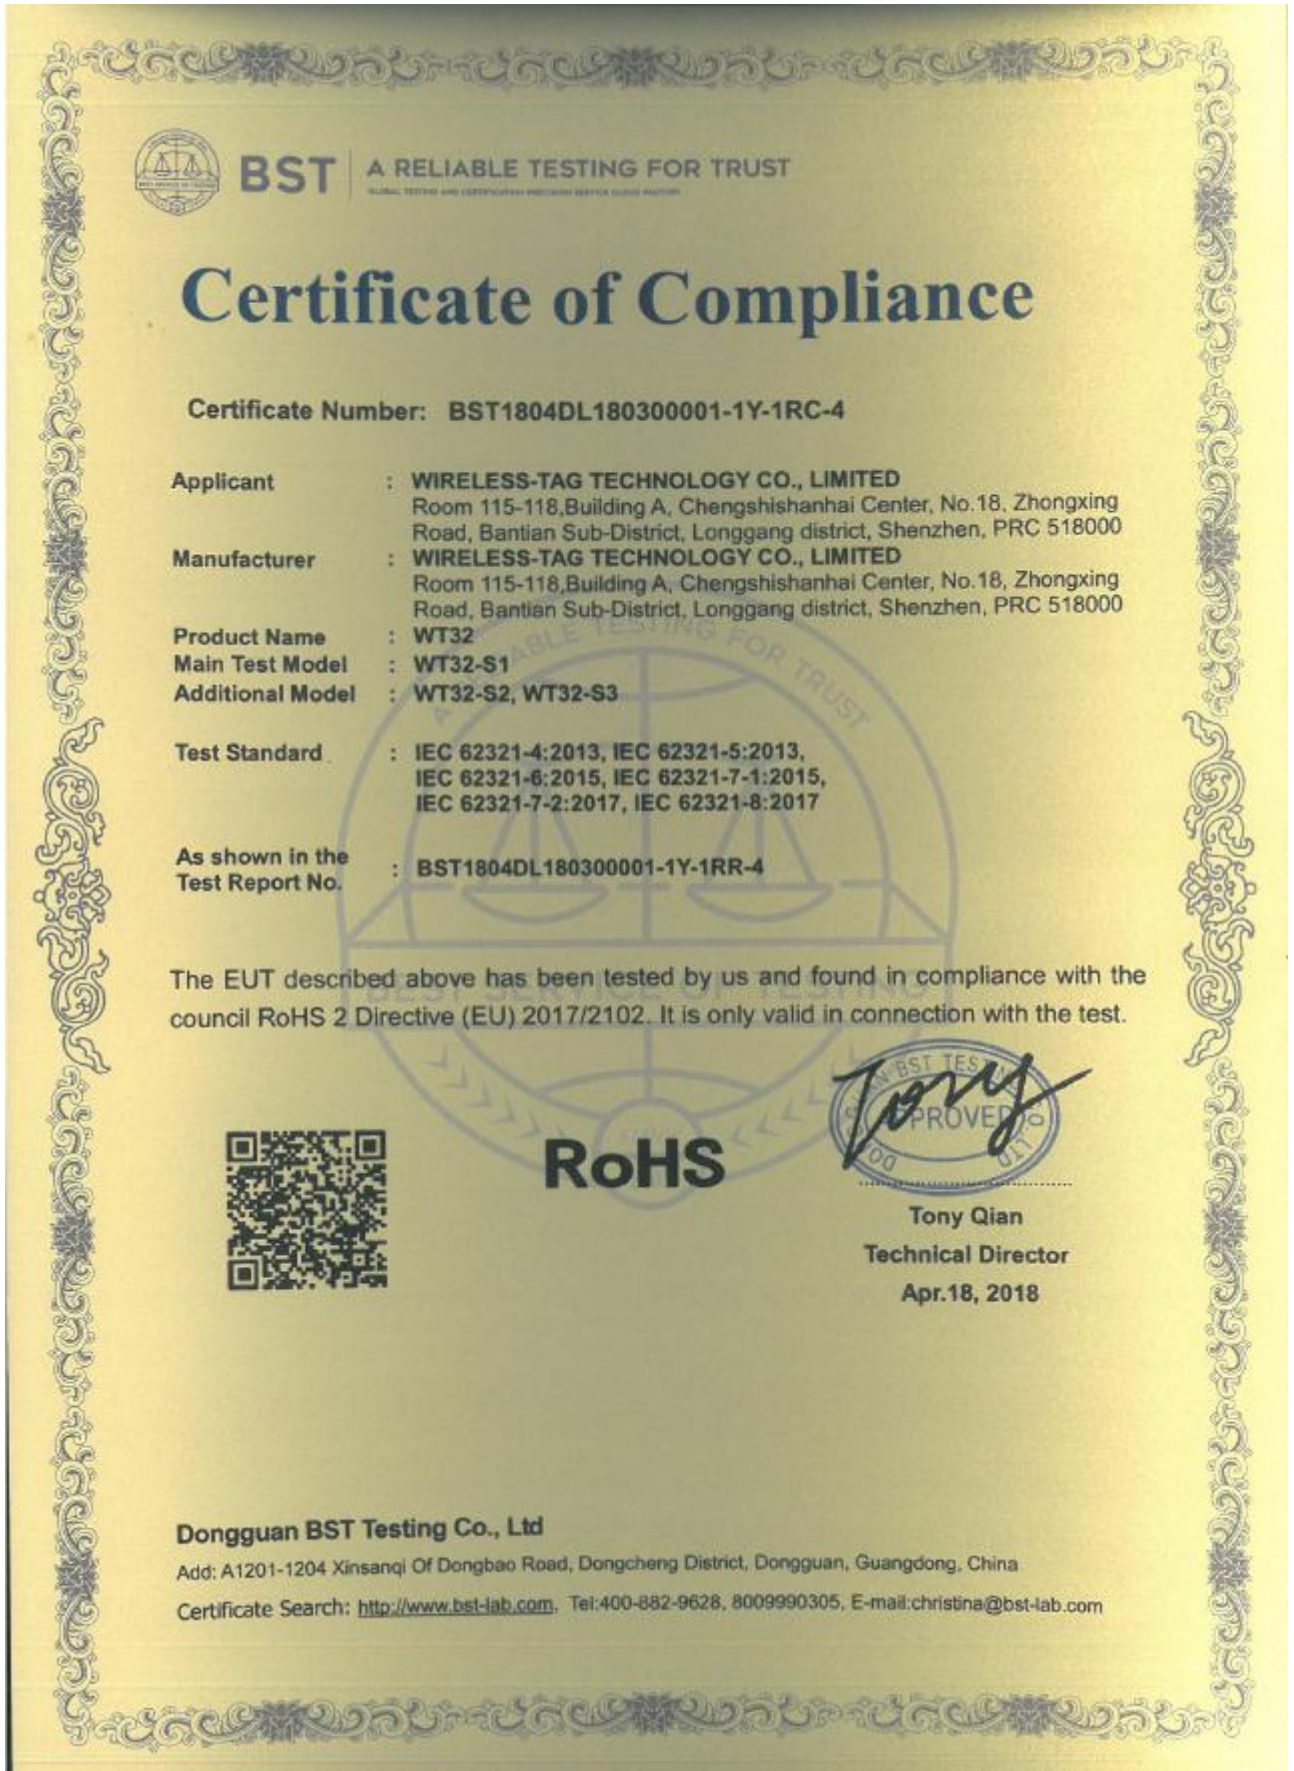 BST A RELIABLE TESTING FOR TRUST
GLOBAL TESTING AND CERTIFICATION PRECISION SERVICE CLOUD FACTORY
Certificate of Compliance
Certificate Number: BST1804DL180300001-1Y-1RC-4
Applicant : WIRELESS-TAG TECHNOLOGY CO., LIMITED
Room 115-118,Building A, Chengshishanhai Center, No.18, Zhongxing
Road, Bantian Sub-District, Longgang district, Shenzhen, PRC 518000
Manufacturer : WIRELESS-TAG TECHNOLOGY CO., LIMITED
Room 115-118,Building A, Chengshishanhai Center, No.18, Zhongxing
Road, Bantian Sub-District, Longgang district, Shenzhen, PRC 518000
Product Name : WT32
Main Test Model : WT32-S1
Additional Model : WT32-S2, WT32-S3
Test Standard : IEC 62321-4:2013, IEC 62321-5:2013,
IEC 62321-6:2015, IEC 62321-7-1:2015,
IEC 62321-7-2:2017, IEC 62321-8:2017
As shown in the
Test Report No. : BST1804DL180300001-1Y-1RR-4
The EUT described above has been tested by us and found in compliance with the
council RoHS 2 Directive (EU) 2017/2102. It is only valid in connection with the test.
RoHS
Tony
Tony Qian
Technical Director
Apr.18, 2018
Dongguan BST Testing Co., Ltd
Add: A1201-1204 Xinsanqi Of Dongbao Road, Dongcheng District, Dongguan, Guangdong, China
Certificate Search: http://www.bst-lab.com, Tel:400-882-9628, 8009990305, E-mail:christina@bst-lab.com